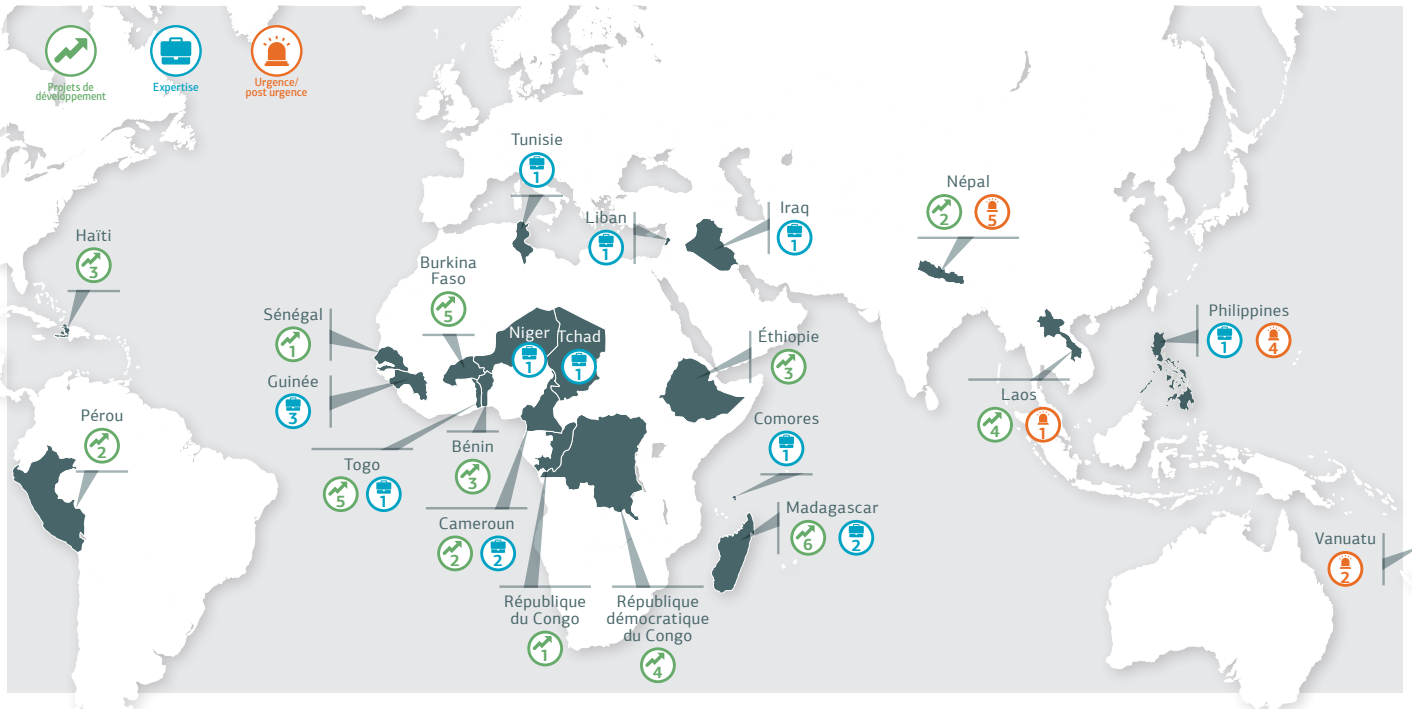 Projets de
développement
Expertise
Urgence/
post urgence
Tunisie
1
Liban
1
Iraq
1
Népal
2 5
Haïti
3
Burkina
Faso
5
Sénégal
1
Niger
1
Tchad
1
Éthiopie
3
Philippines
1 4
Guinée
3
Laos
4 1
Pérou
2
Comores
1
Togo
5 1
Bénin
3
Cameroun
2 2
Madagascar
6 2
Vanuatu
2
République
du Congo
1
République
démocratique
du Congo
4